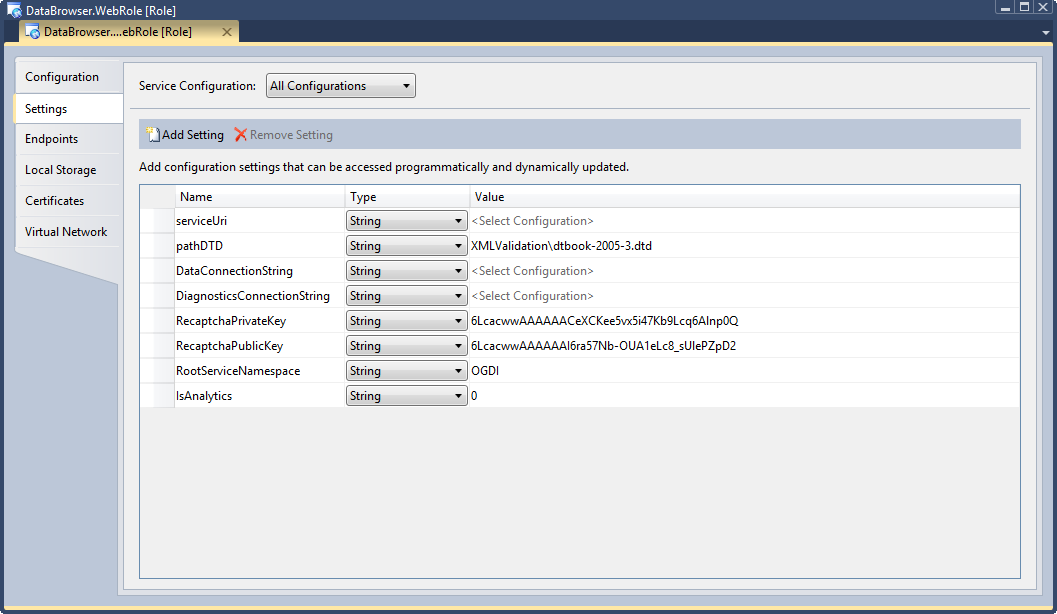 DataBrowser.WebRole [Role]
DataBrowser....ebRole [Role]
Configuration
Settings
Endpoints
Local Storage
Certificates
Virtual Network
Service Configuration: All Configurations
Add Setting Remove Setting
Add configuration settings that can be accessed programmatically and dynamically updated.
Name Type Value
serviceUri String <Select Configuration>
pathDTD String XMLValidation\dtbook-2005-3.dtd
DataConnectionString String <Select Configuration>
DiagnosticsConnectionString String <Select Configuration>
RecaptchaPrivateKey String 6LcacwwAAAAAACeXCKee5vx5i47Kb9Lcq6AInp0Q
RecaptchaPublicKey String 6LcacwwAAAAAAI6ra57Nb-OUA1eLc8_sUIePZpD2
RootServiceNamespace String OGDI
IsAnalytics String 0